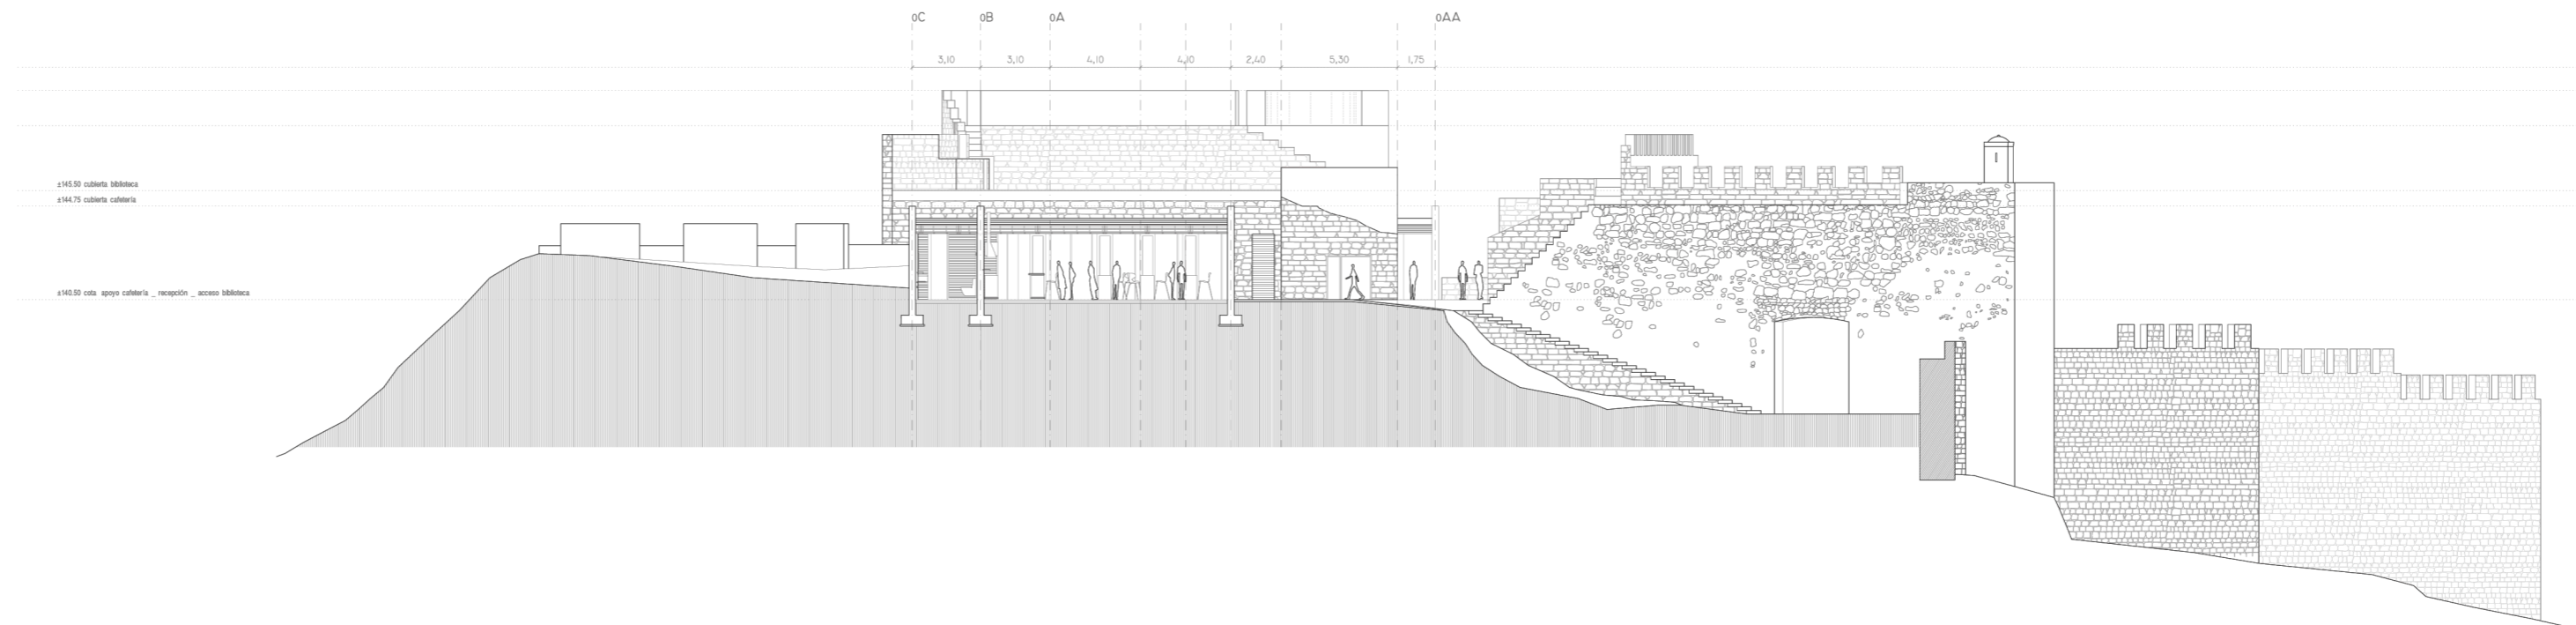 0C 0B 0A 0AA
3,10 3,10 4,10 4,10 2,40 5,30 1,75
±145.50 cubierta biblioteca
±144.75 cubierta cafetería
±140.50 cota apoyo cafetería _ recepción _ acceso biblioteca